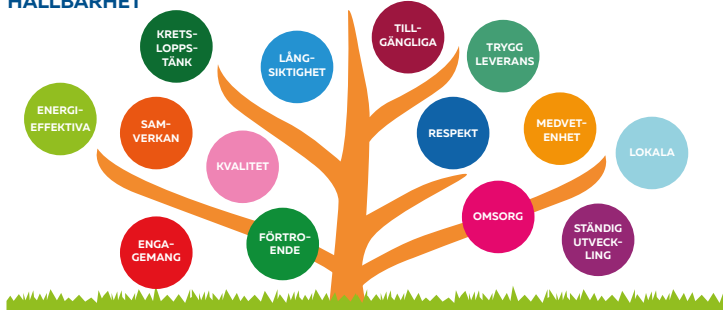 HÅLLBARHET
KRETS-
LOPPS-
TÄNK
LÅNG-
SIKTIGHET
TILL-
GÄNGLIGA
TRYGG
LEVERANS
ENERGI-
EFFEKTIVA
SAM-
VERKAN
KVALITET
RESPEKT
MEDVET-
ENHET
LOKALA
ENGA-
GEMANG
FÖRTRO-
ENDE
OMSORG
STÄNDIG
UTVECK-
LING